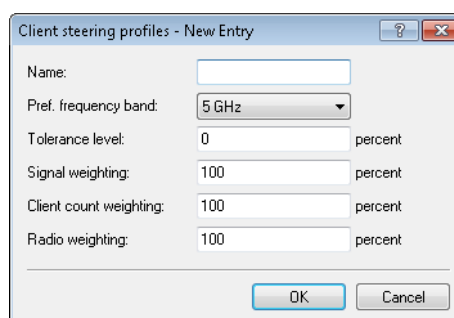 Client steering profiles - New Entry
Name:
Pref. frequency band: 5 GHz
Tolerance level: 0 percent
Signal weighting: 100 percent
Client count weighting: 100 percent
Radio weighting: 100 percent
OK Cancel